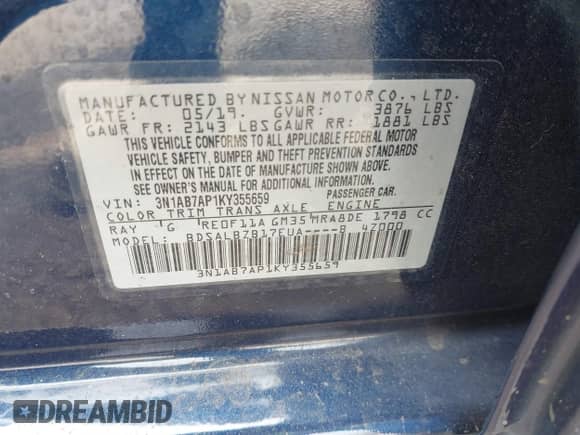 MANUFACTURED BY NISSAN MOTOR CO., LTD.
DATE: 05/19. GVWR: 3876 LBS
GAWR FR: 2143 LBS GAWR RR: 1881 LBS
THIS VEHICLE CONFORMS TO ALL APPLICABLE FEDERAL MOTOR
VEHICLE SAFETY, BUMPER AND THEFT PREVENTION STANDARDS
IN EFFECT ON THE DATE OF MANUFACTURE SHOWN ABOVE.
SEE OWNER'S MANUAL FOR ADDITIONAL INFORMATION.
VIN: 3N1AB7AP1KY355659 PASSENGER CAR.
COLOR TRIM TRANS AXLE ENGINE
RAY G RE0F11A GM35 MRA8DE 1798 CC
MODEL: BDSALBZB17EUA----B 4Z000
3N1AB7AP1KY355659
DREAMBID